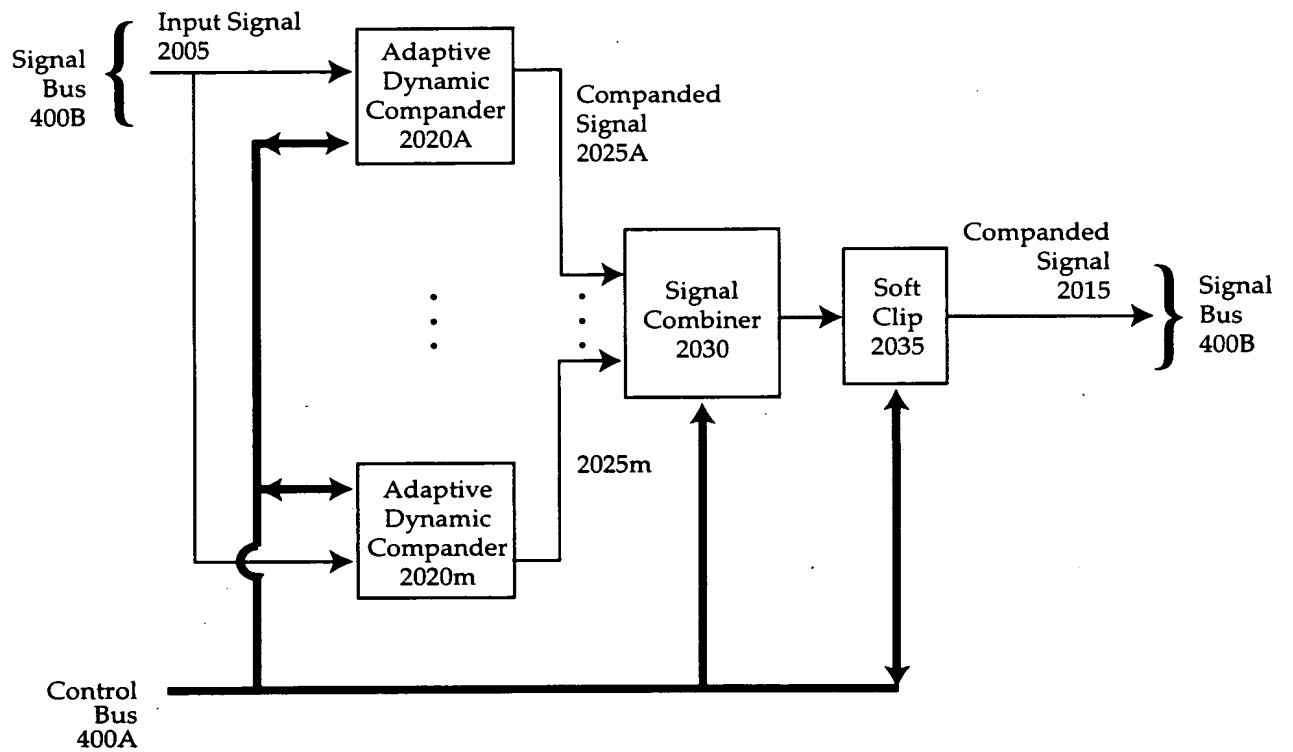 Input Signal
2005
Signal
Bus
400B
Adaptive
Dynamic
Compander
2020A
Companded
Signal
2025A
Signal
Combiner
2030
Soft
Clip
2035
Companded
Signal
2015
Signal
Bus
400B
2025m
Adaptive
Dynamic
Compander
2020m
Control
Bus
400A